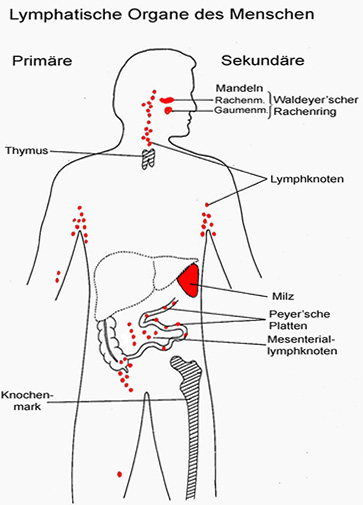 Lymphatische Organe des Menschen
Primäre
Sekundäre
Mandeln
Rachenm.
Gaumenm.
Waldeyer'scher
Rachenring
Thymus
Lymphknoten
Milz
Peyer'sche
Platten
Mesenterial-
lymphknoten
Knochen-
mark